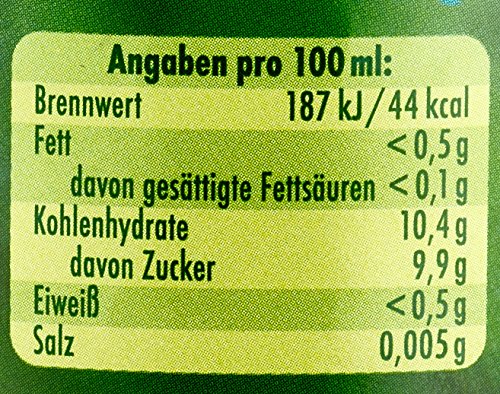 Angaben pro 100 ml:
Brennwert 187 kJ/44 kcal
Fett <0,5 g
davon gesättigte Fettsäuren <0,1 g
Kohlenhydrate 10,4 g
davon Zucker 9,9 g
Eiweiß <0,5 g
Salz 0,005 g